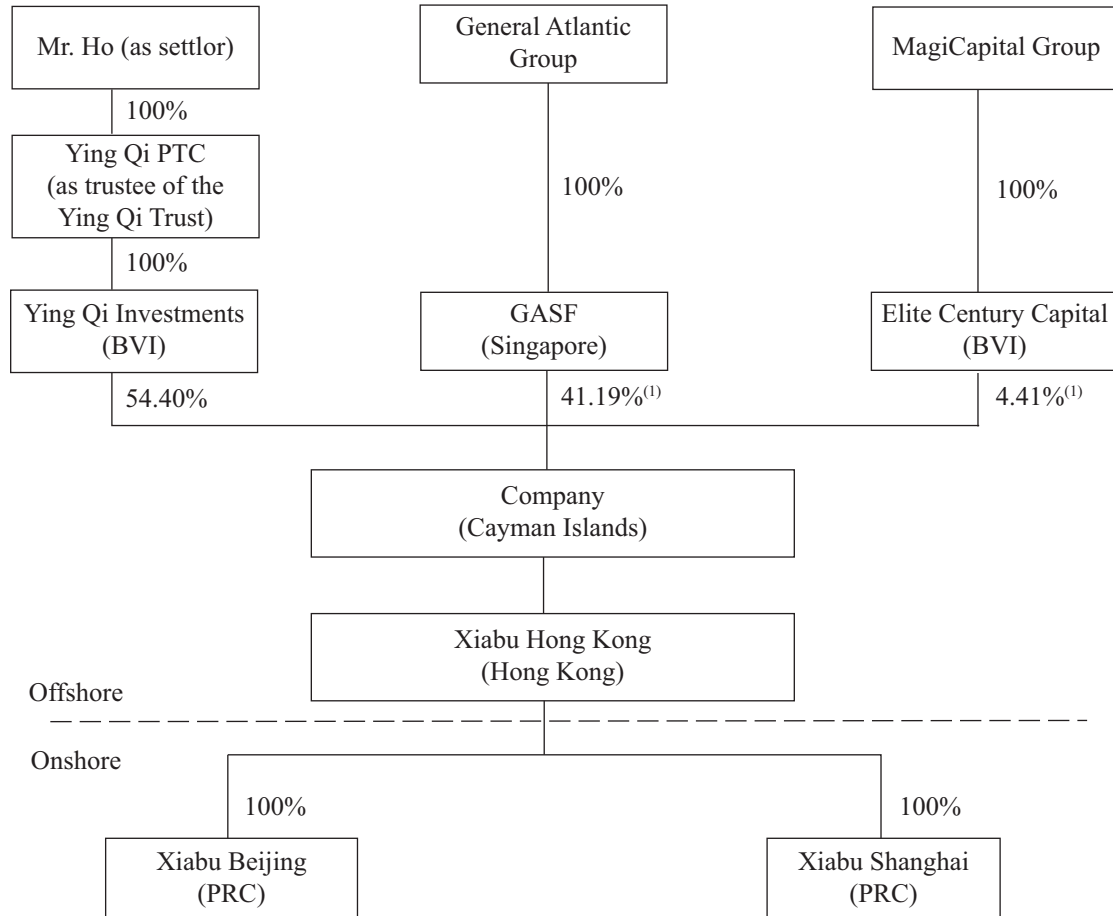 Mr. Ho (as settlor)
General Atlantic
Group
MagiCapital Group
100%
Ying Qi PTC
(as trustee of the
Ying Qi Trust)
100%
100%
100%
Ying Qi Investments
(BVI)
GASF
(Singapore)
Elite Century Capital
(BVI)
54.40%
41.19%(1)
4.41%(1)
Company
(Cayman Islands)
Xiabu Hong Kong
(Hong Kong)
Offshore
Onshore
100%
100%
Xiabu Beijing
(PRC)
Xiabu Shanghai
(PRC)